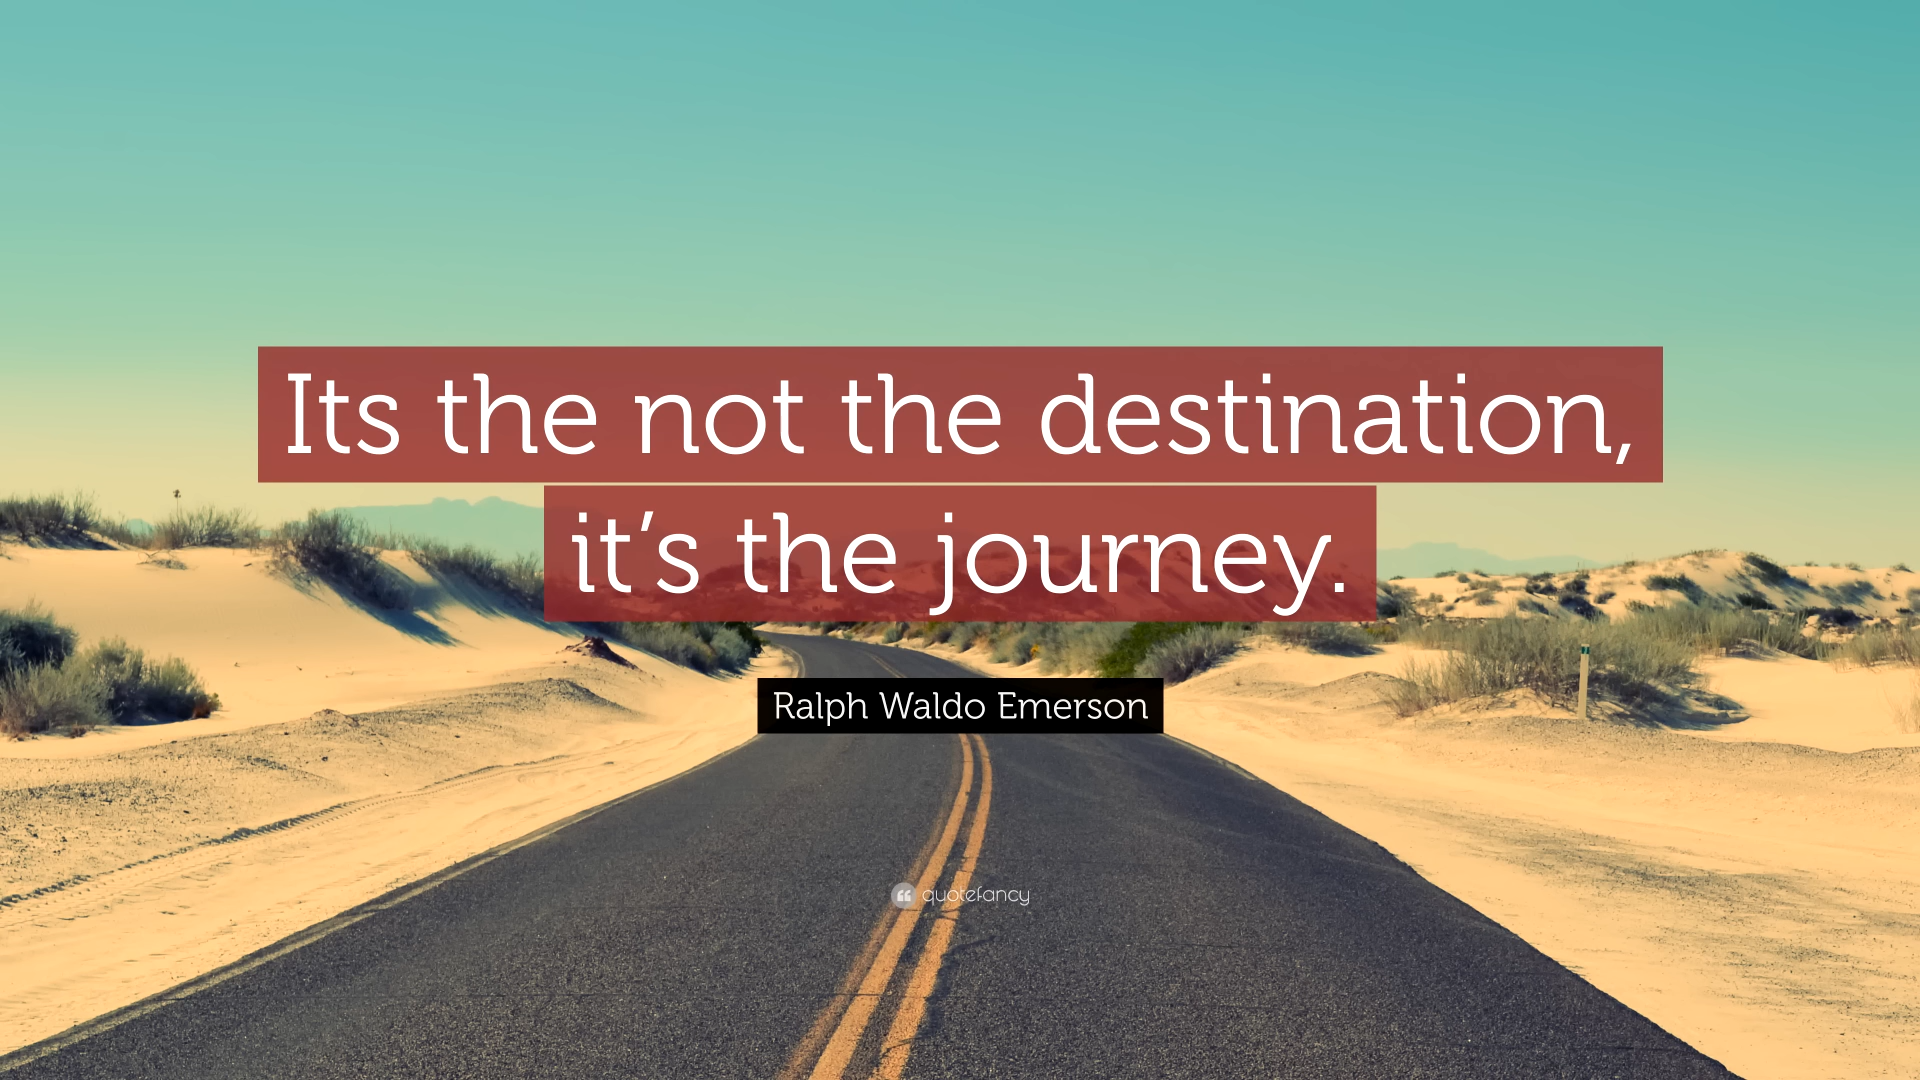 Its the not the destination,
it’s the journey.
Ralph Waldo Emerson
quotefancy